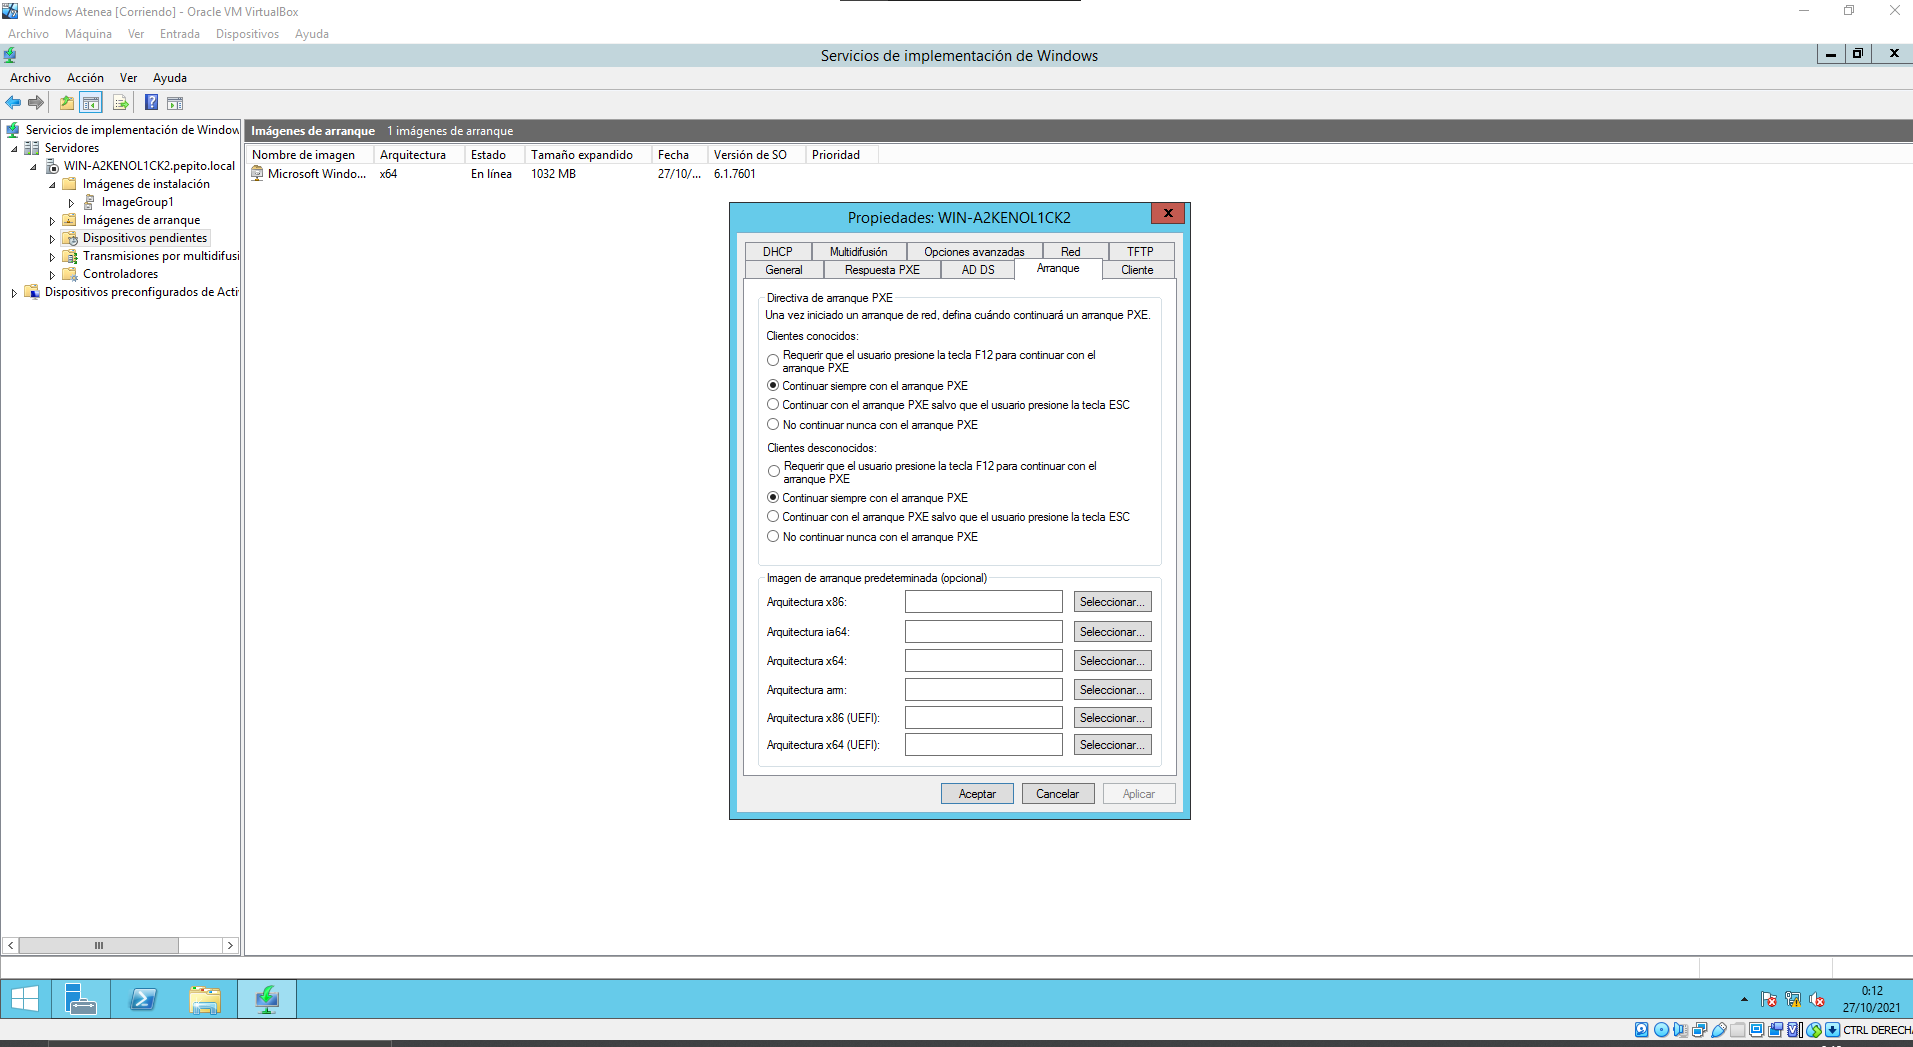 Windows Atenea [Corriendo] - Oracle VM VirtualBox
Archivo Máquina Ver Entrada Dispositivos Ayuda
Servicios de implementación de Windows
Archivo Acción Ver Ayuda
Servicios de implementación de Window
Servidores
WIN-A2KENOL1CK2.pepito.local
Imágenes de instalación
ImageGroup1
Imágenes de arranque
Dispositivos pendientes
Transmisiones por multidifusi
Controladores
Dispositivos preconfigurados de Acti
Imágenes de arranque 1 imágenes de arranque
Nombre de imagen Arquitectura Estado Tamaño expandido Fecha Versión de SO Prioridad
Microsoft Windo... x64 En línea 1032 MB 27/10/... 6.1.7601
Propiedades: WIN-A2KENOL1CK2
DHCP Multidifusión Opciones avanzadas Red TFTP
General Respuesta PXE AD DS Arranque Cliente
Directiva de arranque PXE
Una vez iniciado un arranque de red, defina cuándo continuará un arranque PXE.
Clientes conocidos:
Requerir que el usuario presione la tecla F12 para continuar con el
arranque PXE
Continuar siempre con el arranque PXE
Continuar con el arranque PXE salvo que el usuario presione la tecla ESC
No continuar nunca con el arranque PXE
Clientes desconocidos:
Requerir que el usuario presione la tecla F12 para continuar con el
arranque PXE
Continuar siempre con el arranque PXE
Continuar con el arranque PXE salvo que el usuario presione la tecla ESC
No continuar nunca con el arranque PXE
Imagen de arranque predeterminada (opcional)
Arquitectura x86: Seleccionar...
Arquitectura ia64: Seleccionar...
Arquitectura x64: Seleccionar...
Arquitectura arm: Seleccionar...
Arquitectura x86 (UEFI): Seleccionar...
Arquitectura x64 (UEFI): Seleccionar...
Aceptar Cancelar Aplicar
0:12
27/10/2021
CTRL DERECH